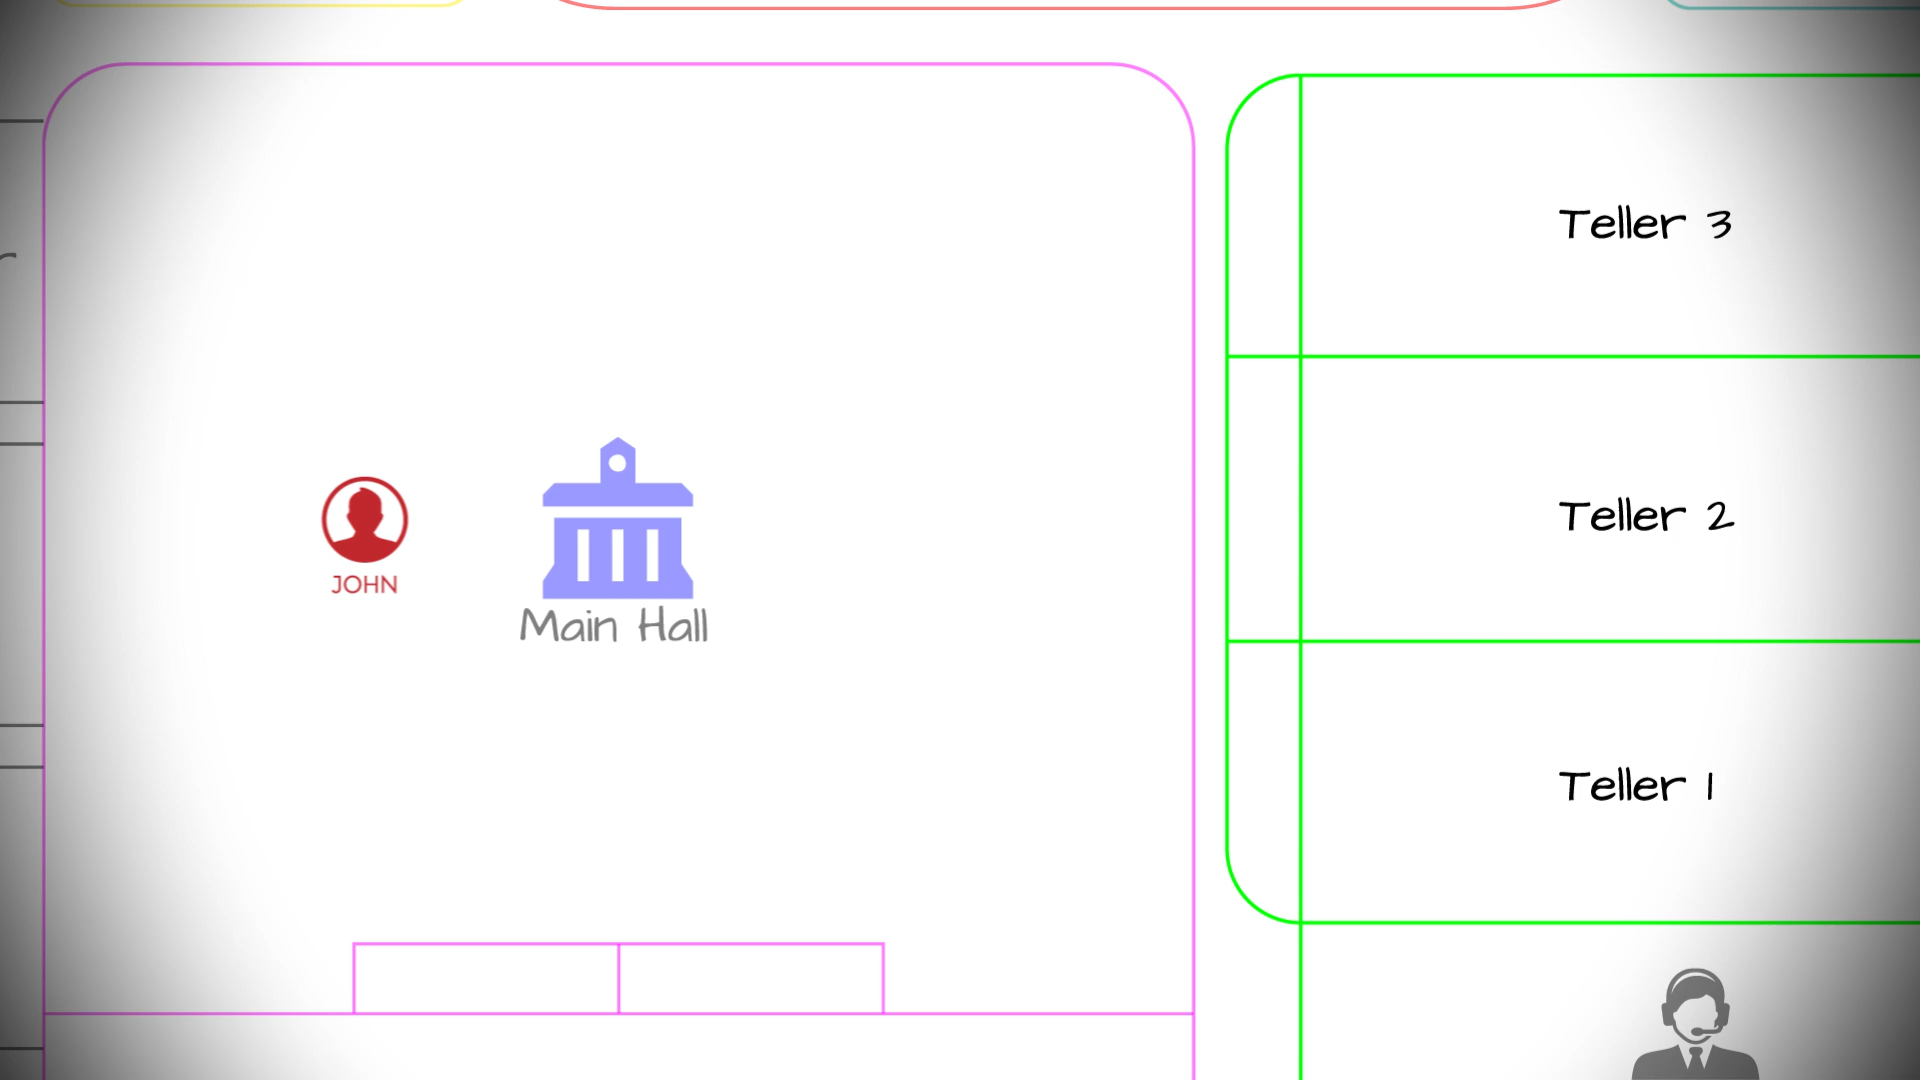 Teller 3
Teller 2
JOHN
Main Hall
Teller 1